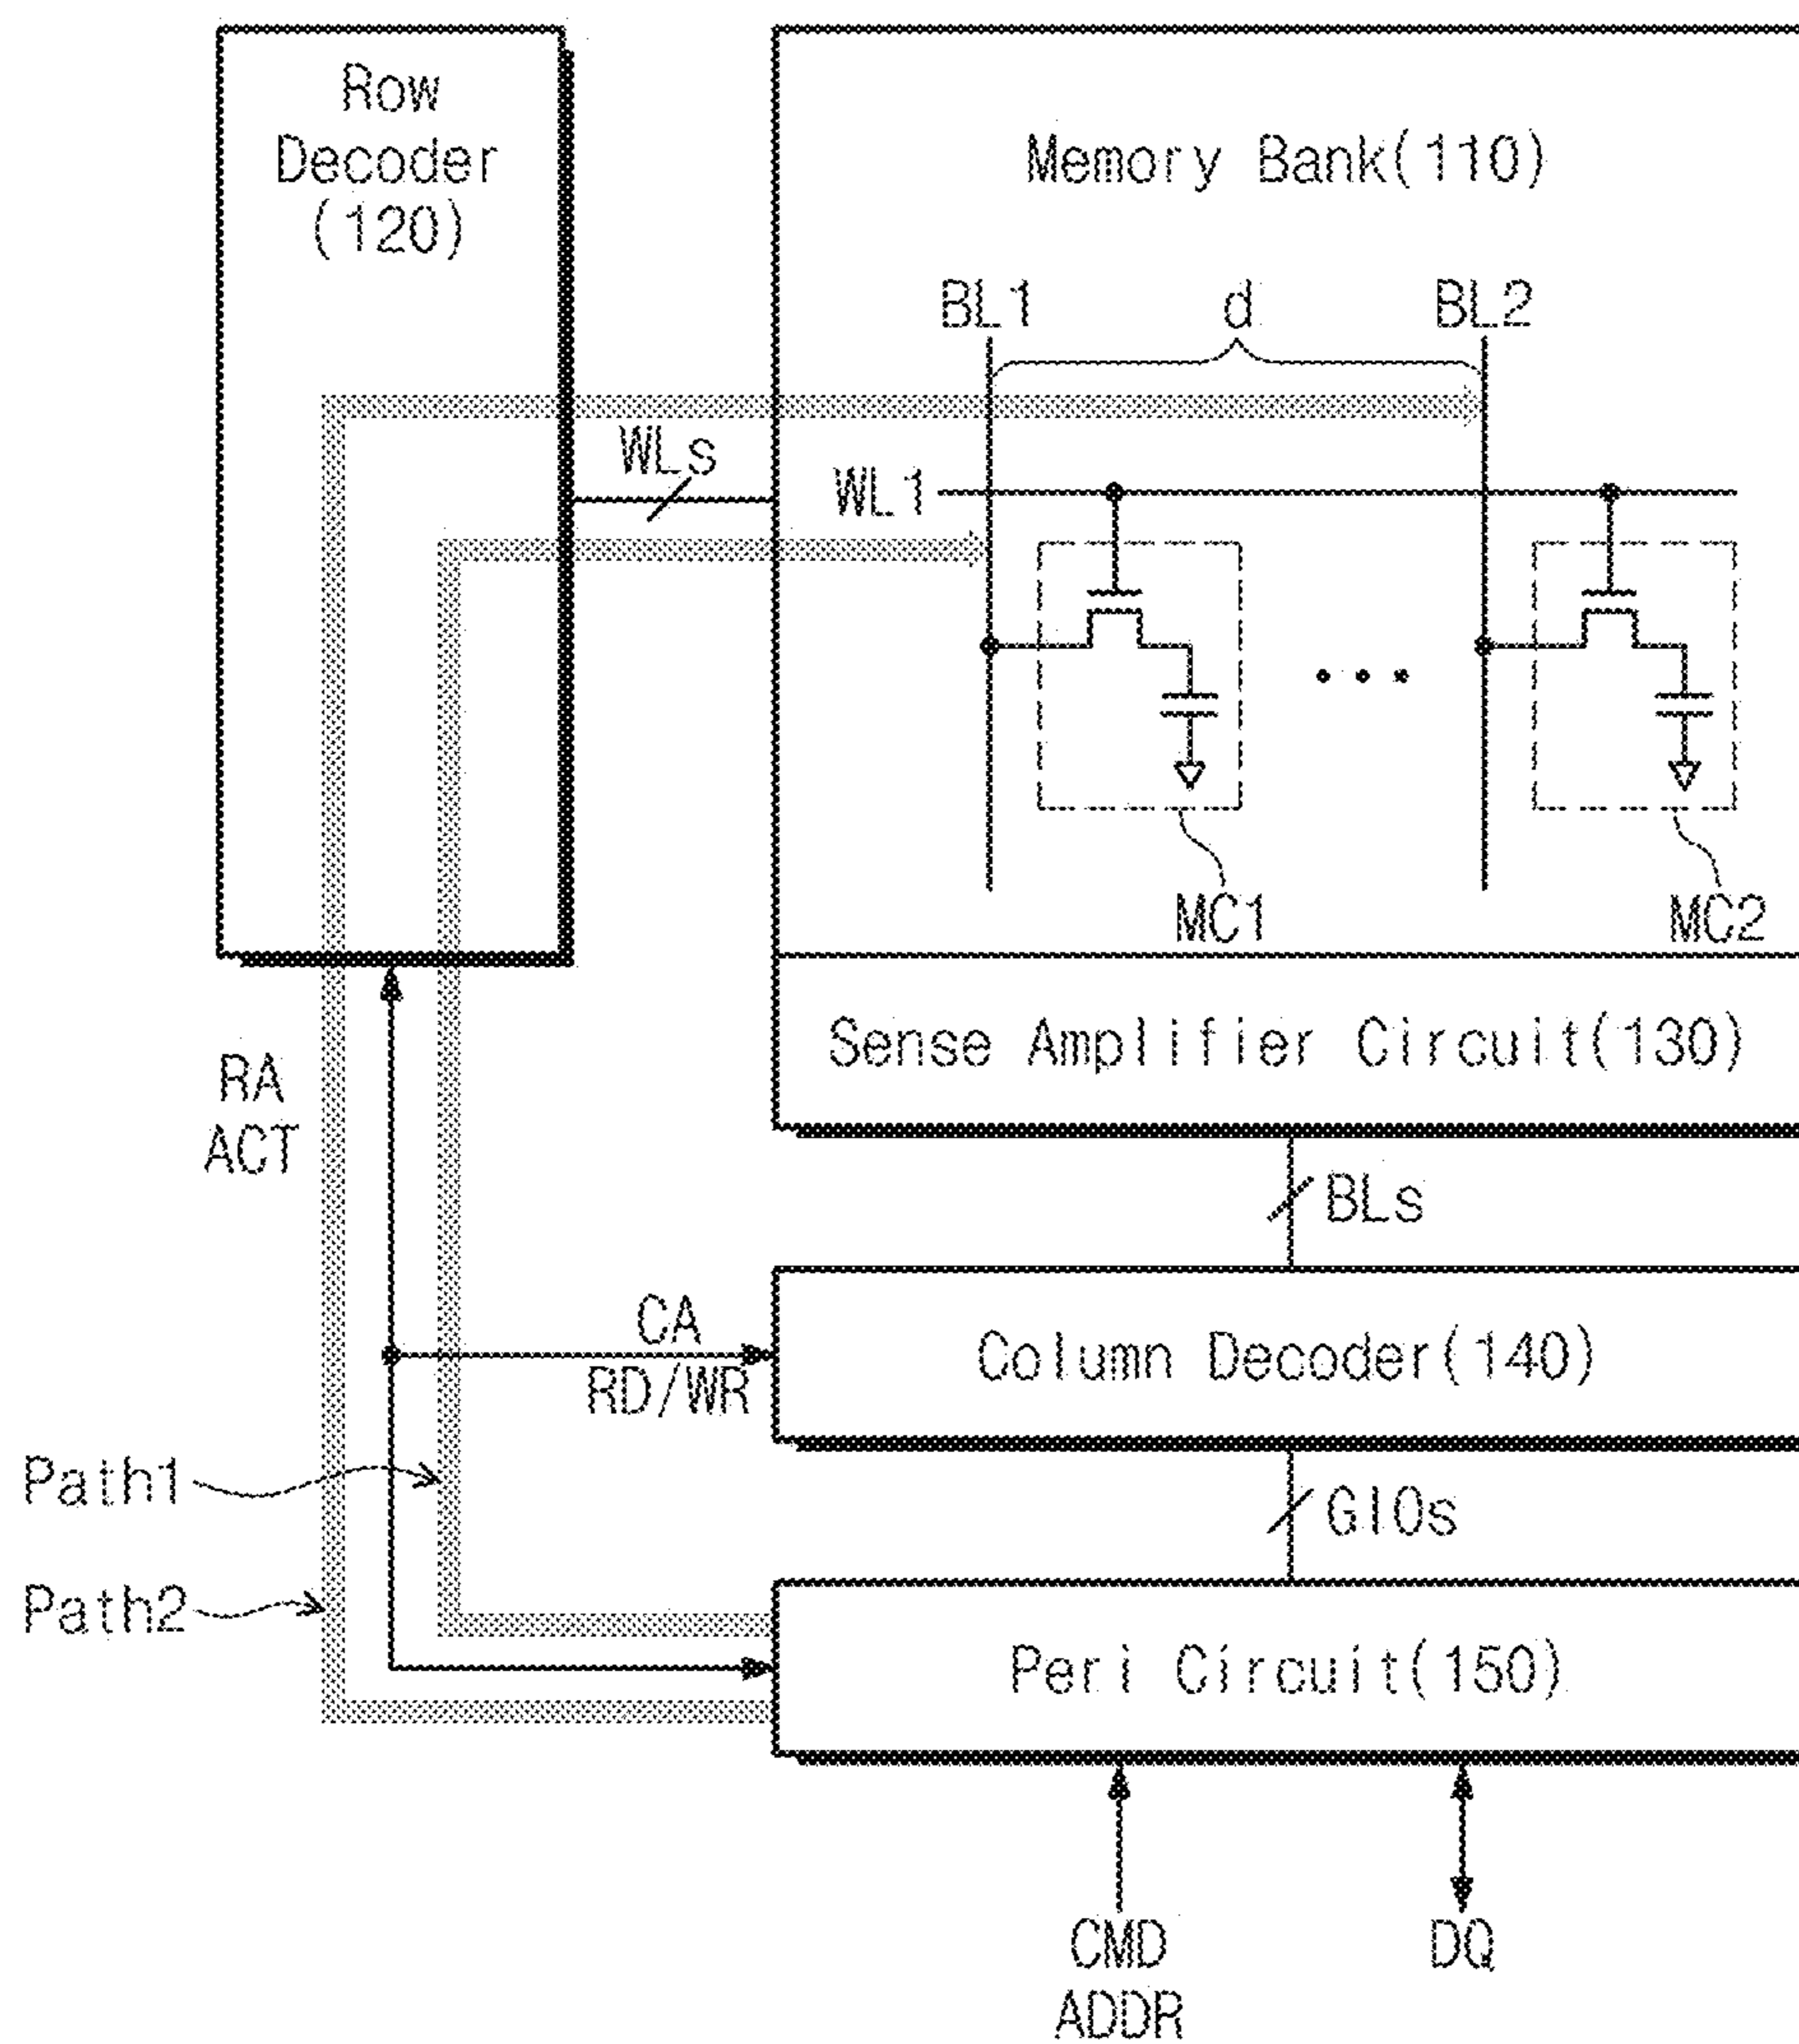 Row
Decoder
(120)
Memory Bank(110)
BL1
d
BL2
WLs
WL1
MC1
MC2
Sense Amplifier Circuit(130)
RA
ACT
BLs
CA
RD/WR
Column Decoder(140)
Path1
GIOs
Path2
Peri Circuit(150)
CMD
ADDR
DQ